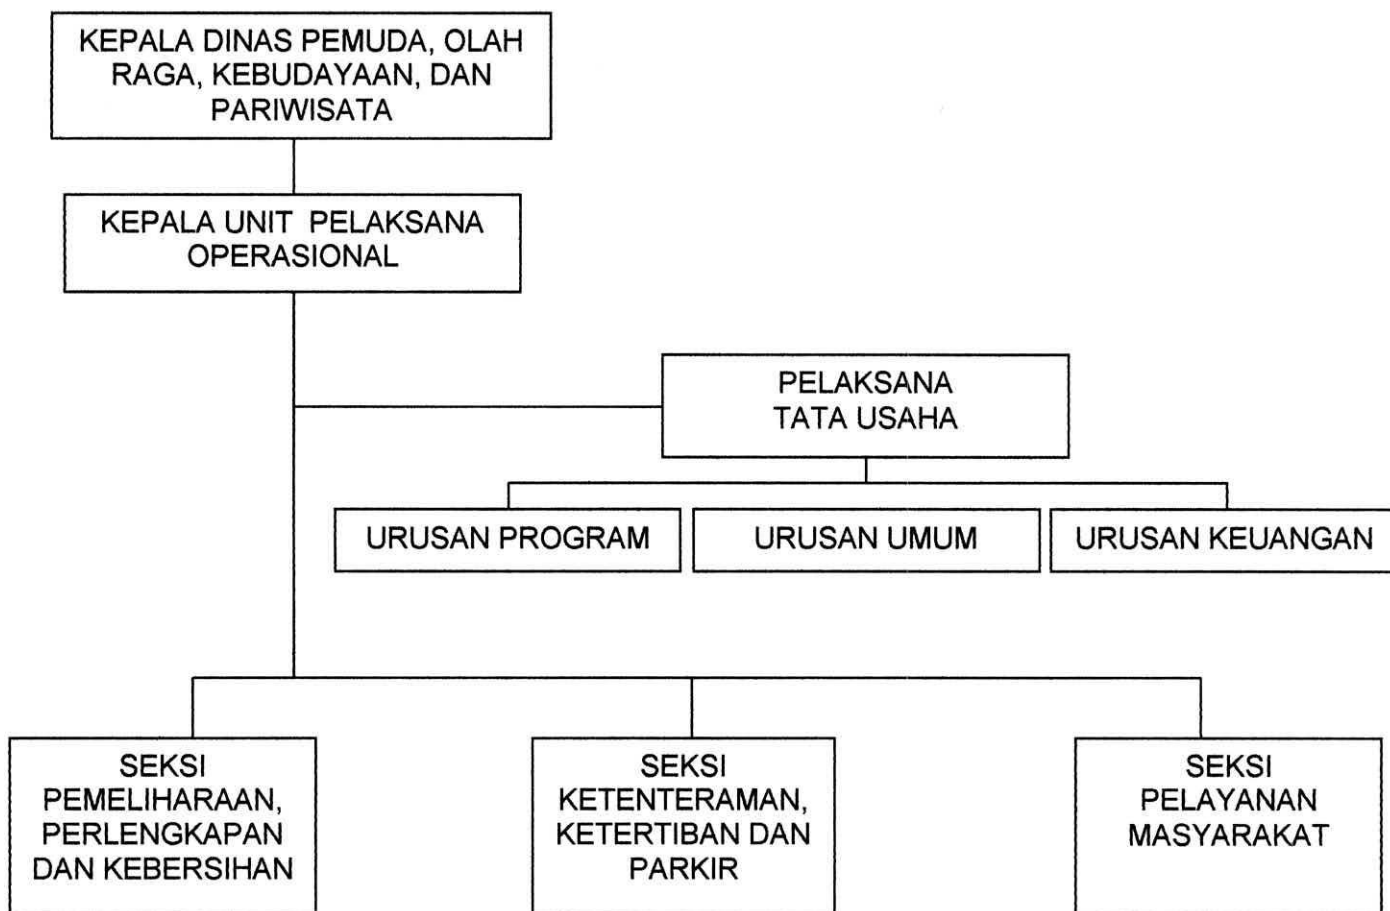 KEPALA DINAS PEMUDA, OLAH
RAGA, KEBUDAYAAN, DAN
PARIWISATA
KEPALA UNIT PELAKSANA
OPERASIONAL
PELAKSANA
TATA USAHA
URUSAN PROGRAM
URUSAN UMUM
URUSAN KEUANGAN
SEKSI
PEMELIHARAAN,
PERLENGKAPAN
DAN KEBERSIHAN
SEKSI
KETENTERAMAN,
KETERTIBAN DAN
PARKIR
SEKSI
PELAYANAN
MASYARAKAT